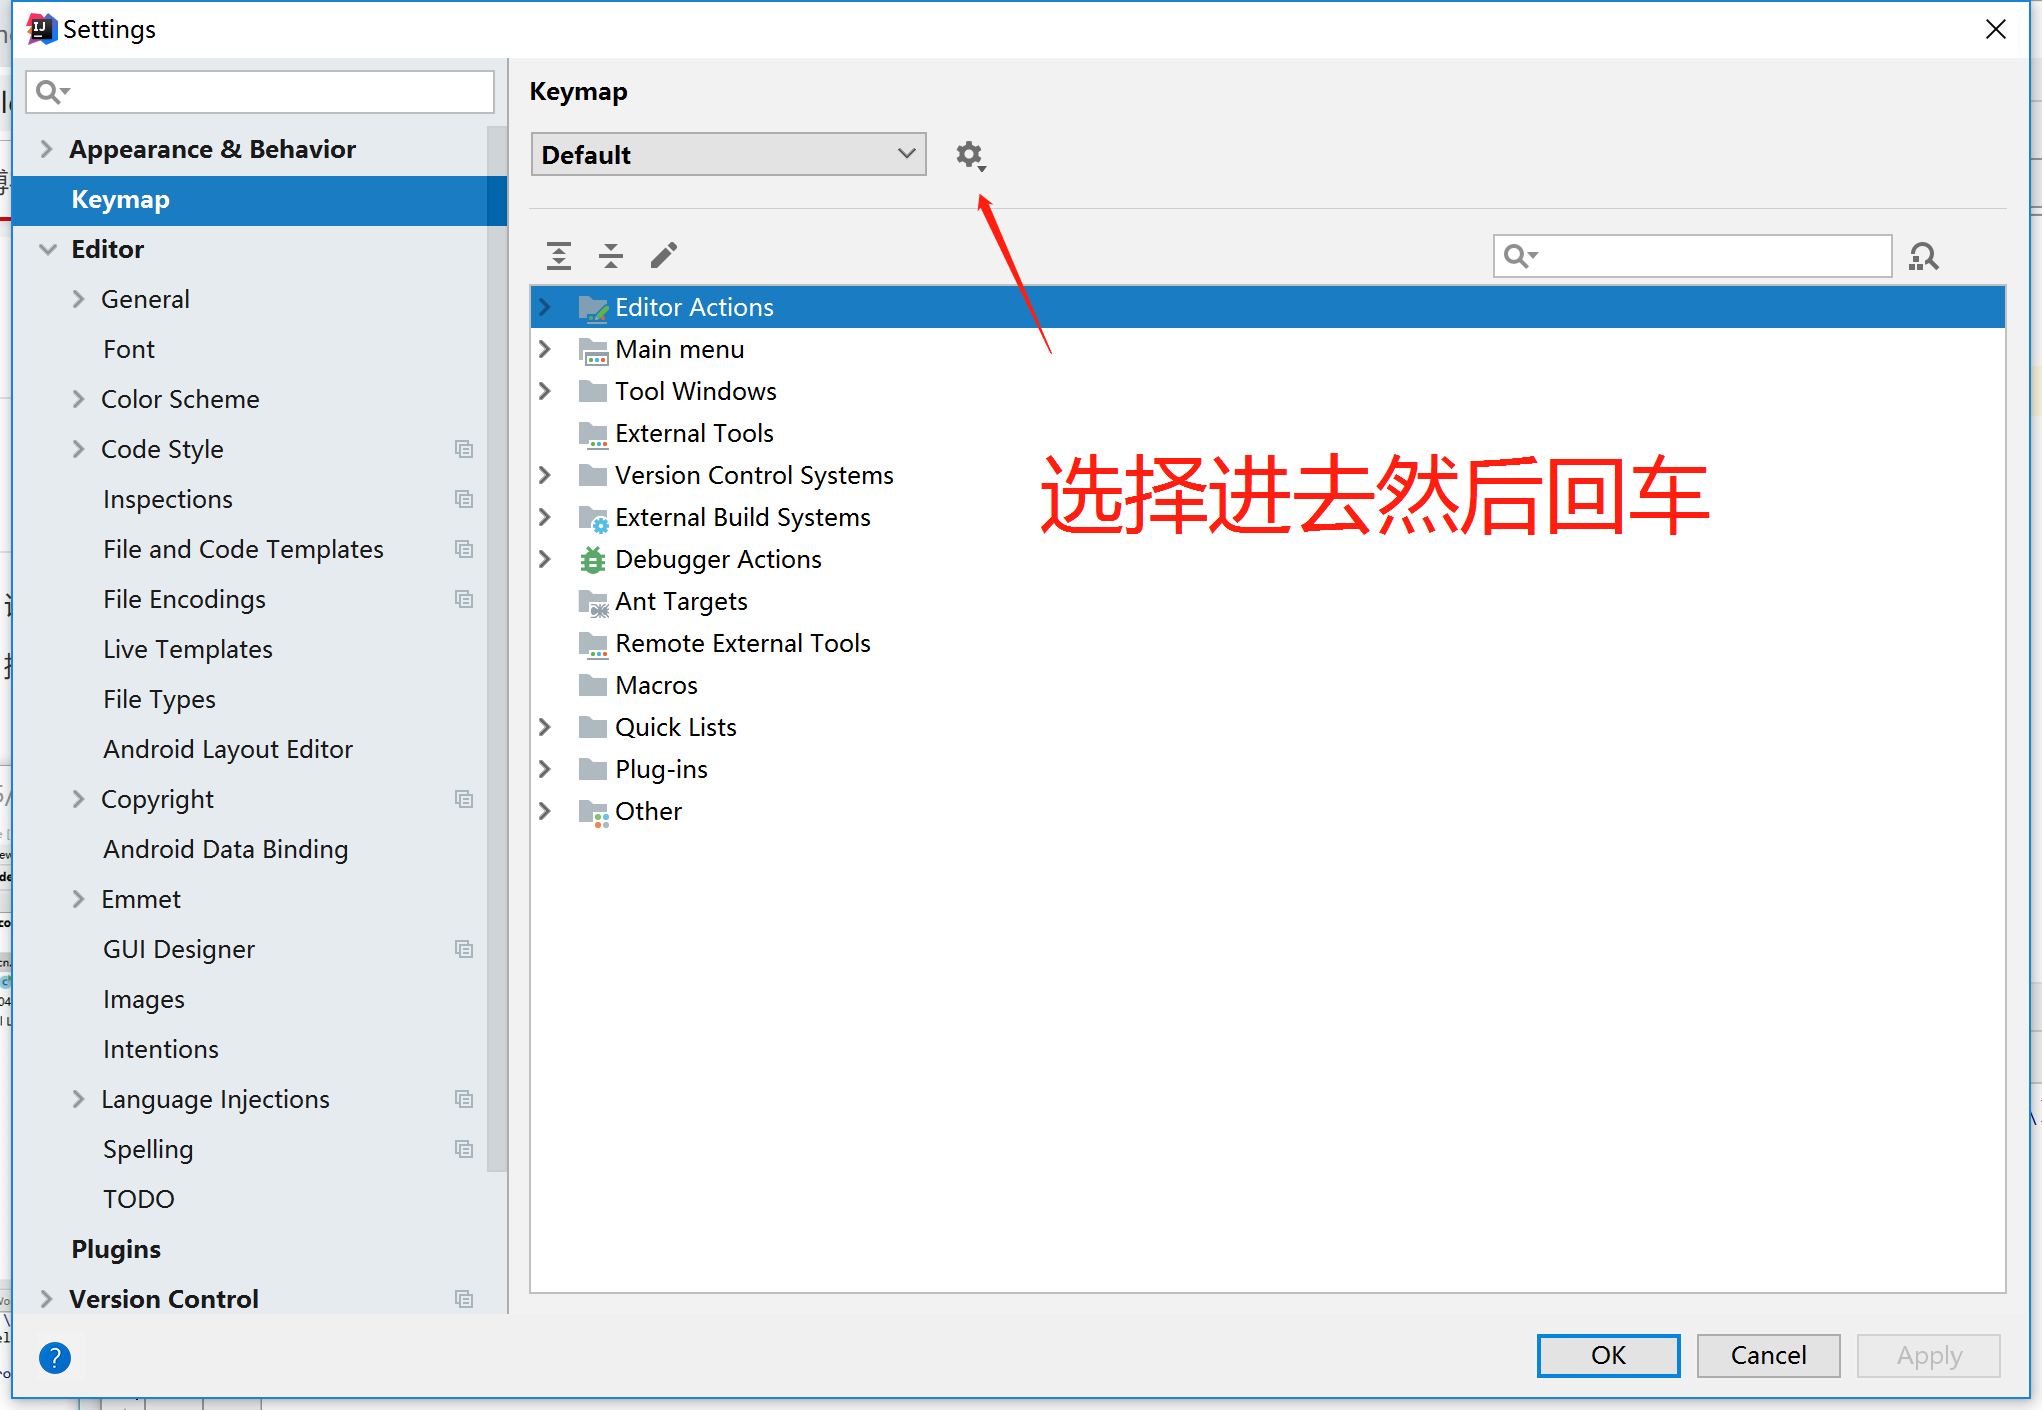 Settings
Appearance & Behavior
Keymap
Editor
General
Font
Color Scheme
Code Style
Inspections
File and Code Templates
File Encodings
Live Templates
File Types
Android Layout Editor
Copyright
Android Data Binding
Emmet
GUI Designer
Images
Intentions
Language Injections
Spelling
TODO
Plugins
Version Control
Keymap
Default
Editor Actions
Main menu
Tool Windows
External Tools
Version Control Systems
External Build Systems
Debugger Actions
Ant Targets
Remote External Tools
Macros
Quick Lists
Plug-ins
Other
选择进去然后回车
OK
Cancel
Apply